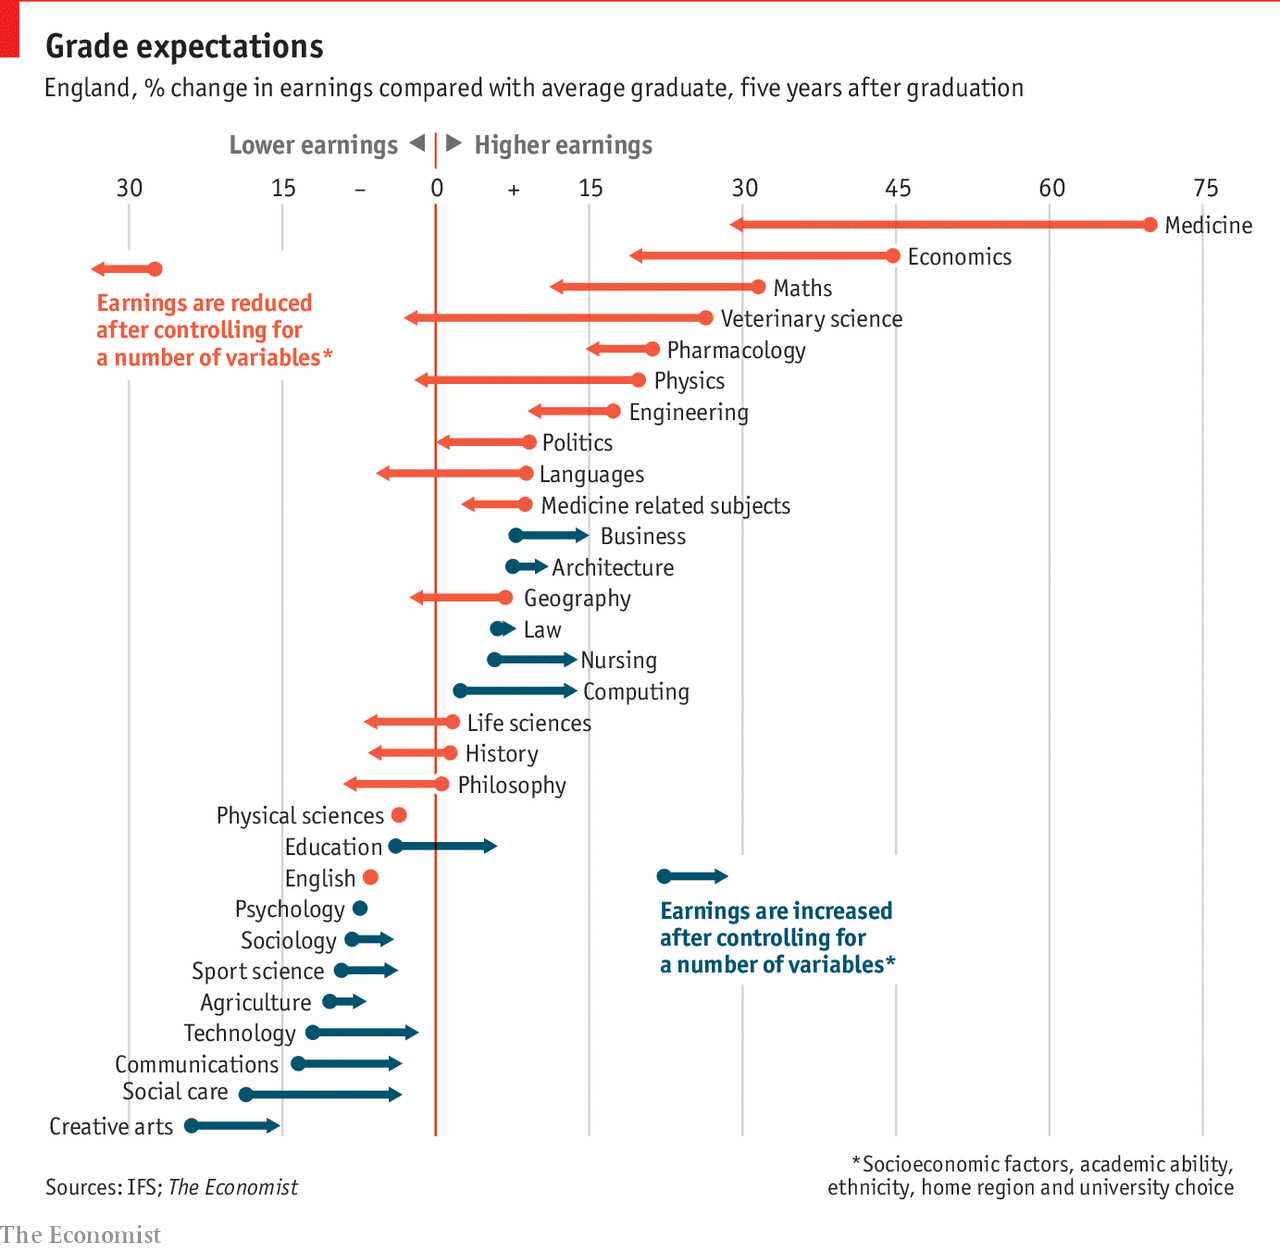 Grade expectations
England, % change in earnings compared with average graduate, five years after graduation
Lower earnings ◀ ▶ Higher earnings
30 15 – 0 + 15 30 45 60 75
Medicine
Economics
Earnings are reduced
after controlling for
a number of variables*
Maths
Veterinary science
Pharmacology
Physics
Engineering
Politics
Languages
Medicine related subjects
Business
Architecture
Geography
Law
Nursing
Computing
Life sciences
History
Philosophy
Physical sciences
Education
English
Psychology
Sociology
Sport science
Agriculture
Technology
Communications
Social care
Creative arts
Earnings are increased
after controlling for
a number of variables*
*Socioeconomic factors, academic ability,
ethnicity, home region and university choice
Sources: IFS; The Economist
The Economist